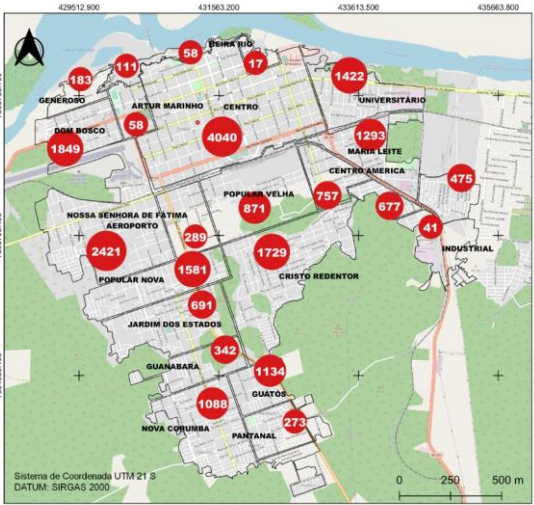 429512.900 431563.200 433613.500 435663.800
BEIRA RIO
58
17
111
183
1422
GENEROSO
ARTUR MARINHO
CENTRO
UNIVERSITÁRIO
58
DOM BOSCO
4040
1293
1849
MARIA LEITE
CENTRO AMERICA
475
POPULAR VELHA
757
871
677
NOSSA SENHORA DE FÁTIMA
AEROPORTO
41
289
INDUSTRIAL
2421
1729
1581
POPULAR NOVA
CRISTO REDENTOR
691
JARDIM DOS ESTADOS
342
GUANABARA
1134
GUATÓS
1088
273
NOVA CORUMBÁ
PANTANAL
Sistema de Coordenada UTM 21 S
DATUM: SIRGAS 2000
0 250 500 m